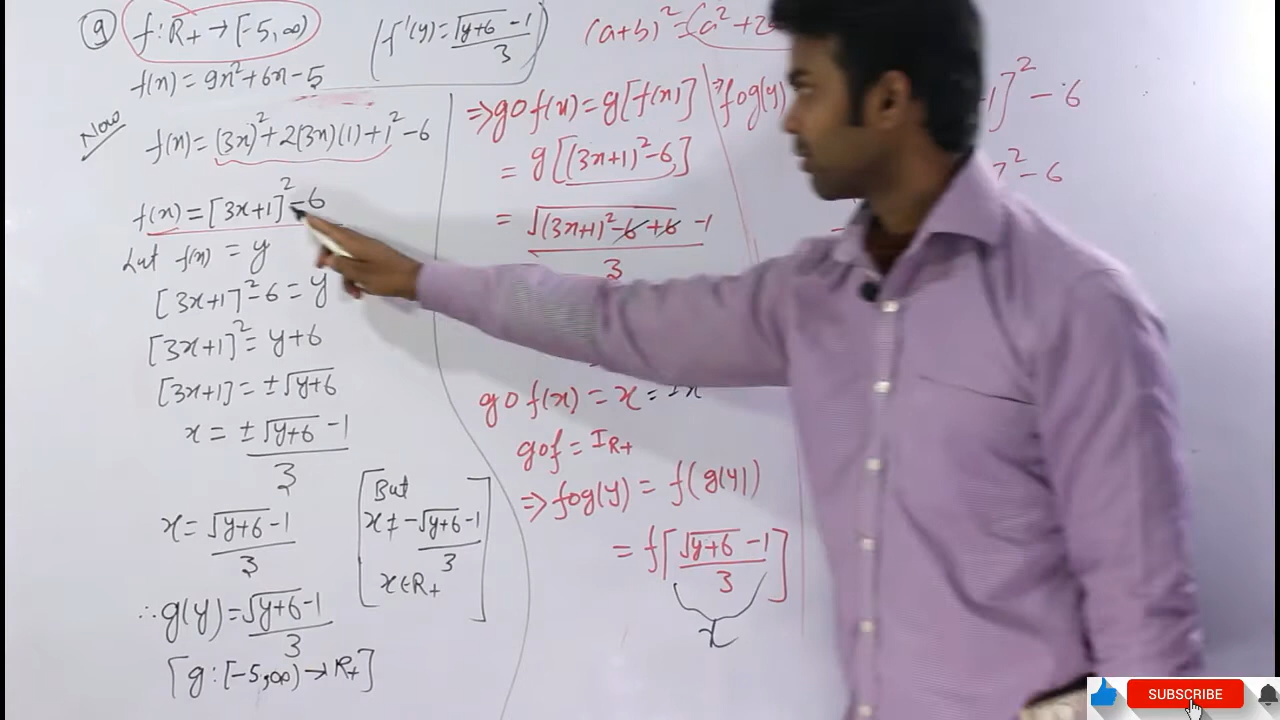 9) f: R₊ → [-5, ∞)
f(x) = 9x² + 6x - 5
(f⁻¹(y) = √(y+6) - 1 / 3)
Now
f(x) = (3x)² + 2(3x)(1) + 1² - 6
f(x) = [3x+1]² - 6
Let f(x) = y
[3x+1]² - 6 = y
[3x+1]² = y+6
[3x+1] = ±√(y+6)
x = ±√(y+6) - 1 / 3
x = √(y+6) - 1 / 3
[But
x ≠ -√(y+6) - 1 / 3
x ∈ R₊]
∴ g(y) = √(y+6) - 1 / 3
[g: [-5, ∞) → R₊]
(a+b)² = (a² + 2
⇒ gof(x) = g[f(x)]
= g[(3x+1)² - 6]
= √((3x+1)² - 6 + 6) - 1 / 3
gof(x) = x = ±x
gof = I R₊
⇒ fog(y) = f(g(y))
= f[√(y+6) - 1 / 3]
x
⇒ fog(y)
-1]² - 6
]² - 6
SUBSCRIBE